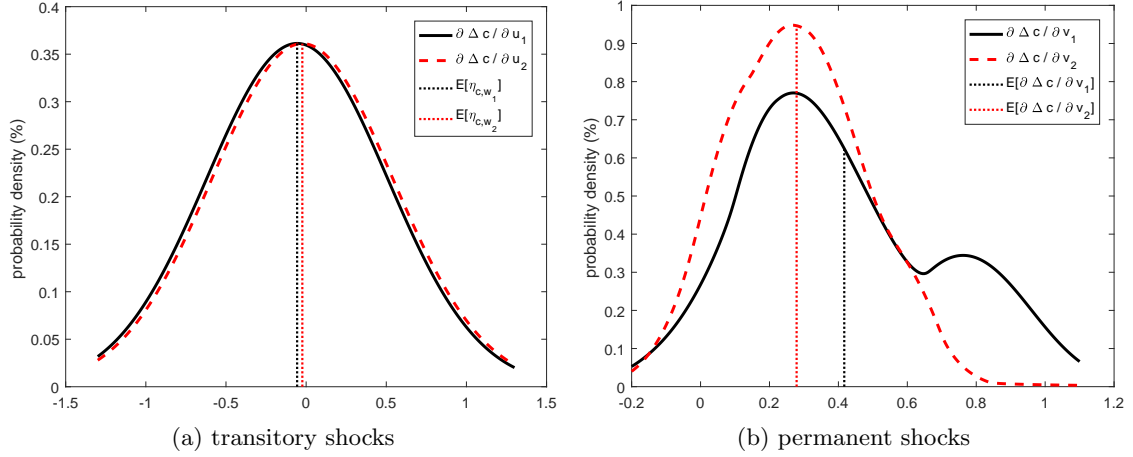 0.4
0.35
0.3
0.25
0.2
0.15
0.1
0.05
0
probability density (%)
-1.5 -1 -0.5 0 0.5 1 1.5
∂ Δ c / ∂ u₁
∂ Δ c / ∂ u₂
E[η_{c,w₁}]
E[η_{c,w₂}]
(a) transitory shocks
1
0.9
0.8
0.7
0.6
0.5
0.4
0.3
0.2
0.1
0
probability density (%)
-0.2 0 0.2 0.4 0.6 0.8 1 1.2
∂ Δ c / ∂ v₁
∂ Δ c / ∂ v₂
E[∂ Δ c / ∂ v₁]
E[∂ Δ c / ∂ v₂]
(b) permanent shocks